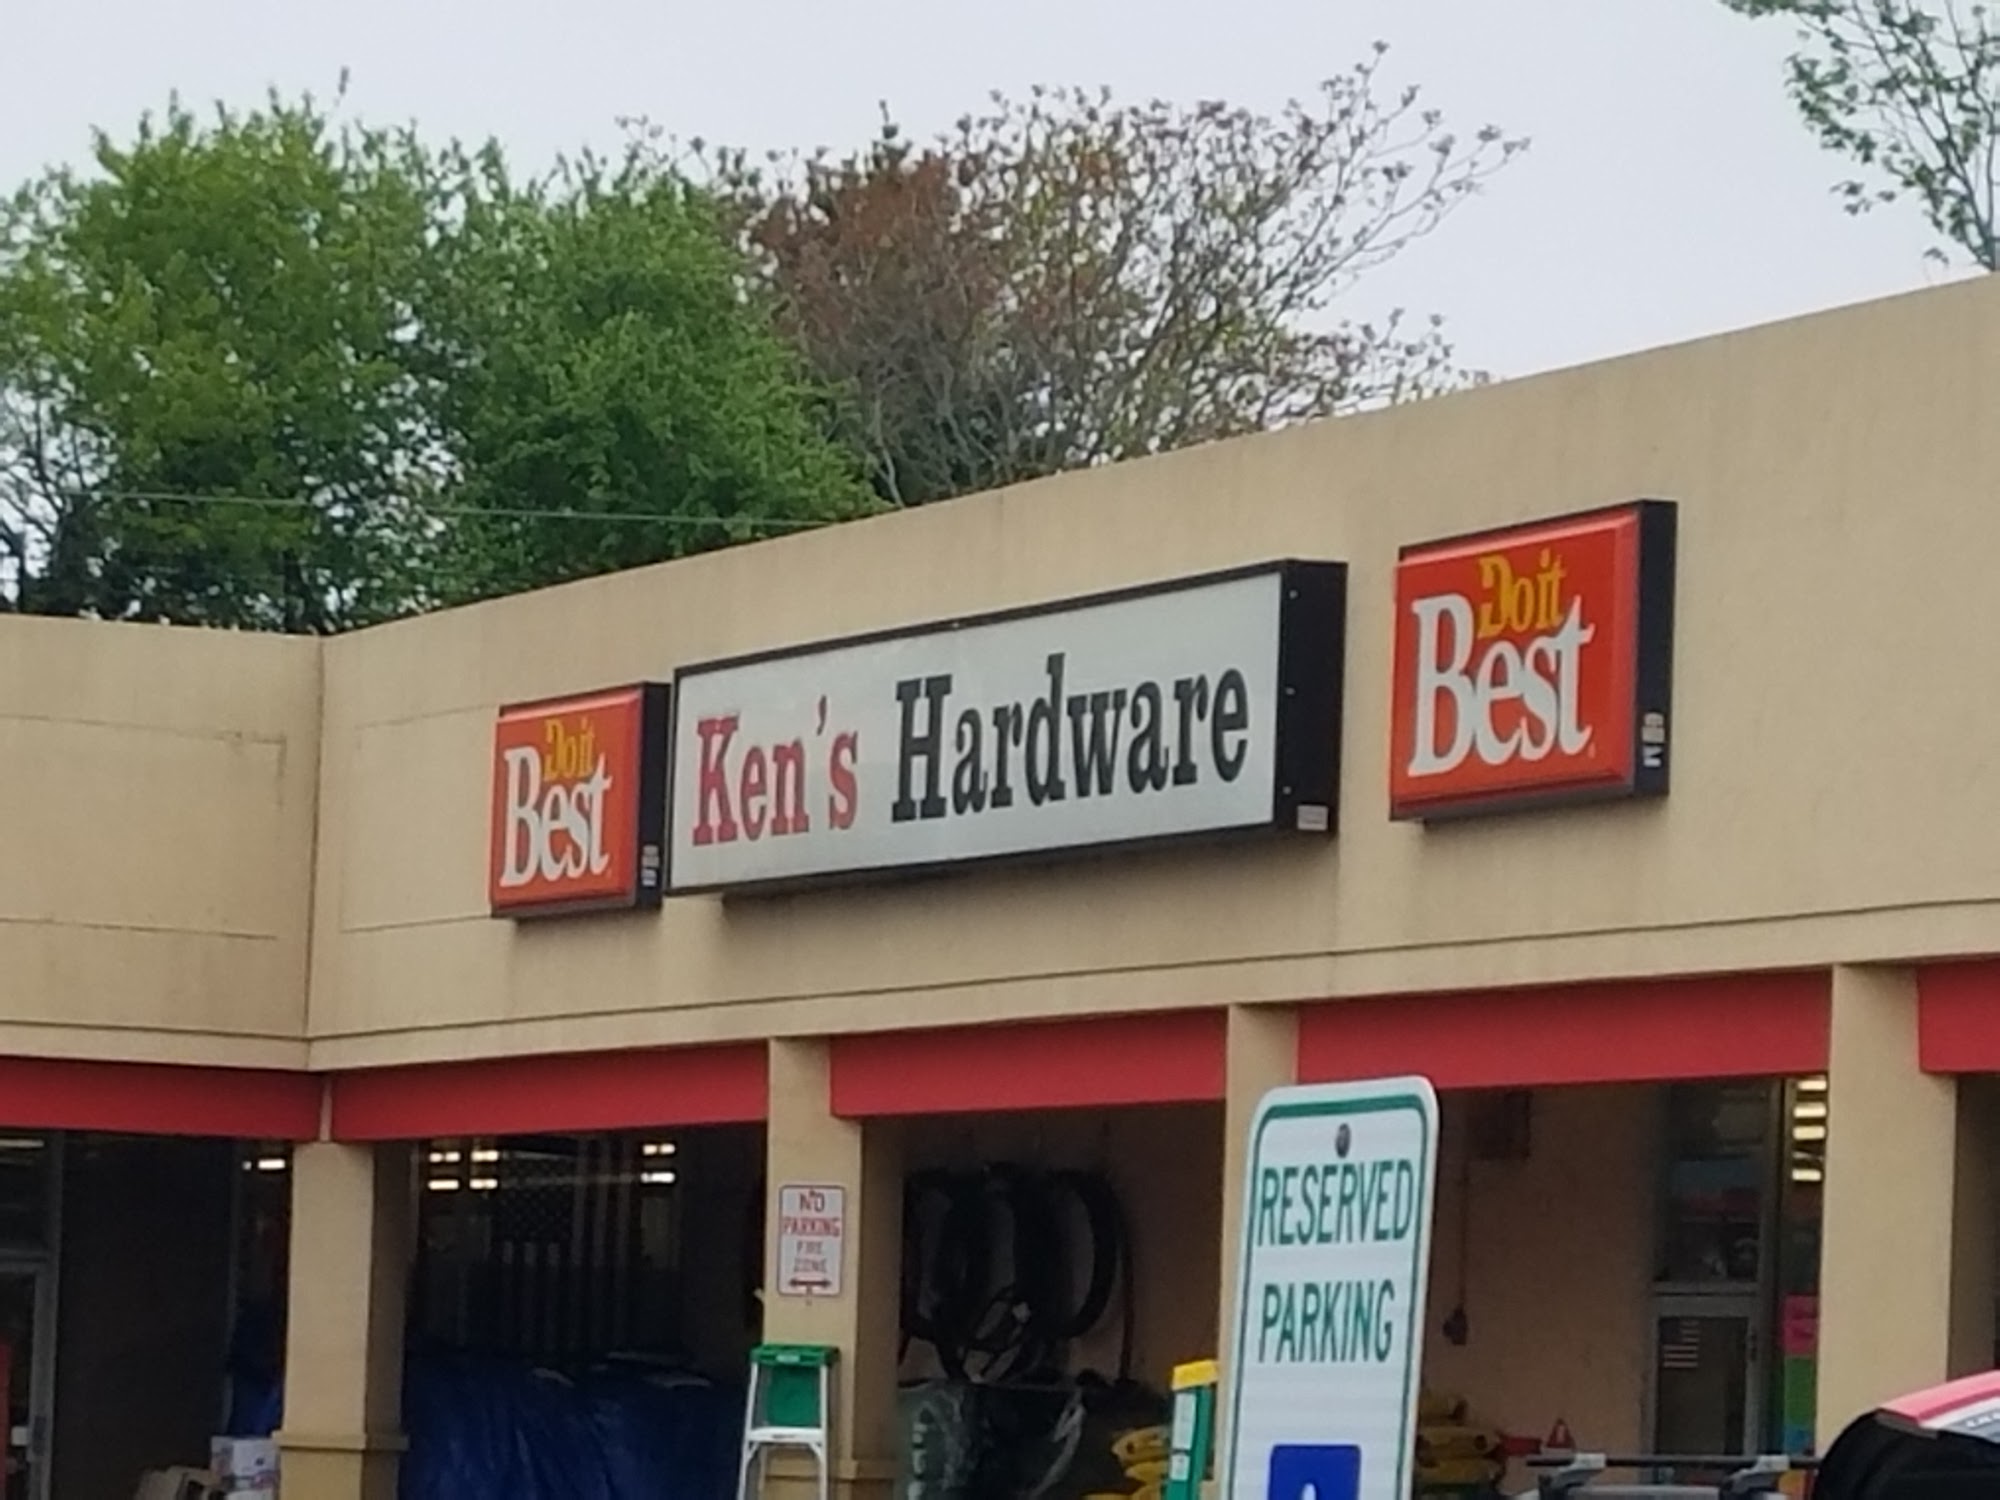 Do it
Best
Ken's Hardware
Do it
Best
NO
PARKING
FIRE
ZONE
RESERVED
PARKING